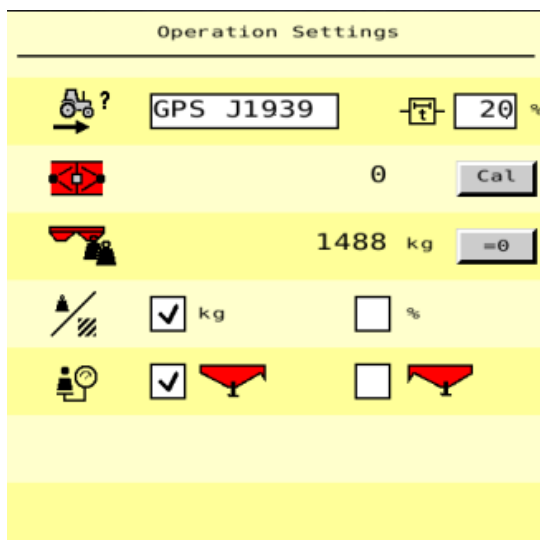 Operation Settings
? GPS J1939 t 20 %
0 Cal
1488 kg =0
kg %